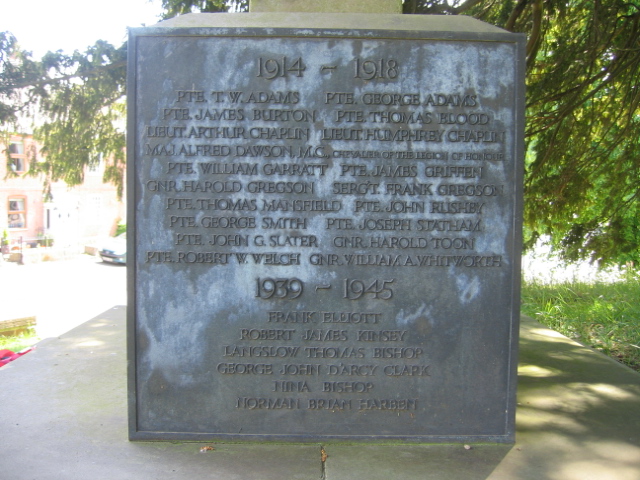 1914 - 1918
PTE. T. W. ADAMS PTE. GEORGE ADAMS
PTE. JAMES BURTON PTE. THOMAS BLOOD
LIEUT. ARTHUR CHAPLIN LIEUT. HUMPHREY CHAPLIN
MAJ. ALFRED DAWSON, M.C., CHEVALIER OF THE LEGION OF HONOUR
PTE. WILLIAM GARRATT PTE. JAMES GRIFFEN
GNR. HAROLD GREGSON SERGT. FRANK GREGSON
PTE. THOMAS MANSFIELD PTE. JOHN RUSHBY
PTE. GEORGE SMITH PTE. JOSEPH STATHAM
PTE. JOHN G. SLATER GNR. HAROLD TOON
PTE. ROBERT W. WELCH GNR. WILLIAM A. WHITWORTH
1939 - 1945
FRANK ELLIOTT
ROBERT JAMES KINSEY
LANGSLOW THOMAS BISHOP
GEORGE JOHN D'ARCY CLARK
NINA BISHOP
NORMAN BRIAN HARBEN